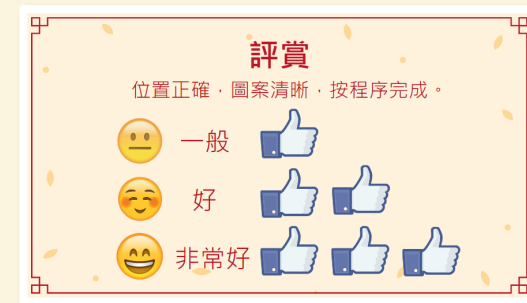 評賞
位置正確，圖案清晰，按程序完成。
一般
好
非常好